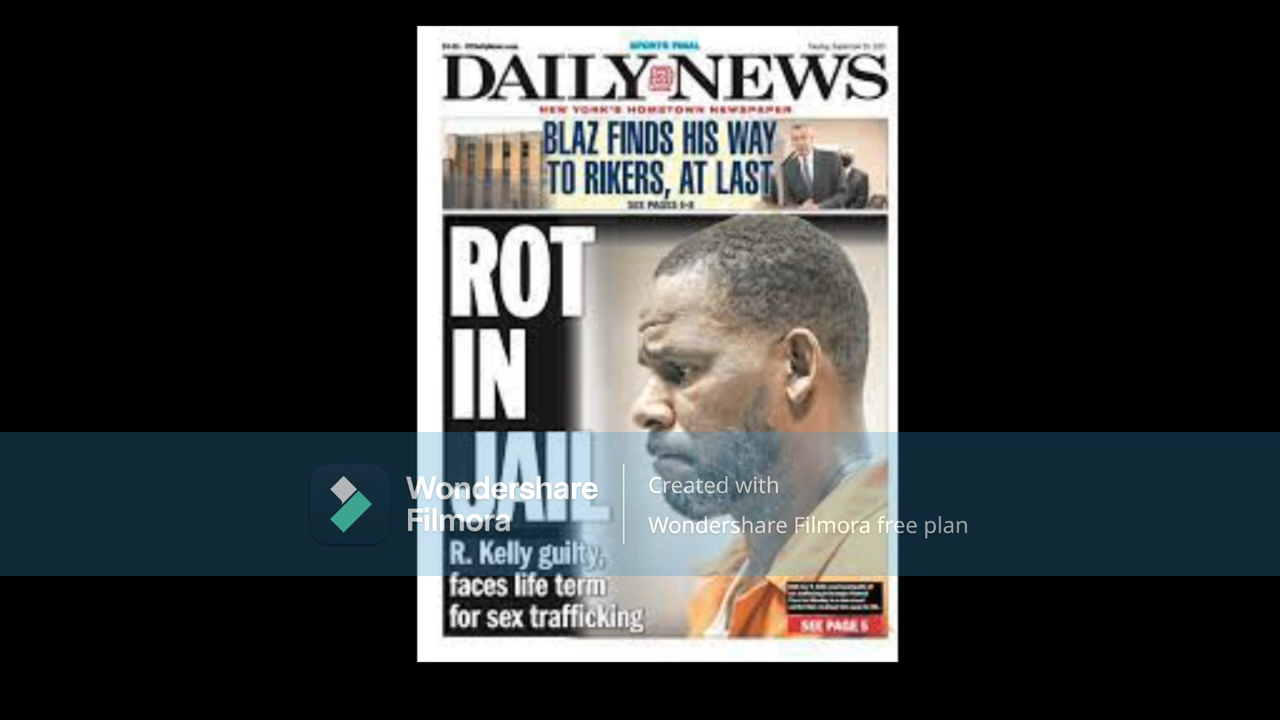 SPORTS FINAL
DAILY NEWS
NEW YORK'S HOMETOWN NEWSPAPER
BLAZ FINDS HIS WAY
TO RIKERS, AT LAST
SEE PAGES
ROT
IN
JAIL
R. Kelly guilty,
faces life term
for sex trafficking
SEE PAGE 5
Wondershare
Filmora
Created with
Wondershare Filmora free plan